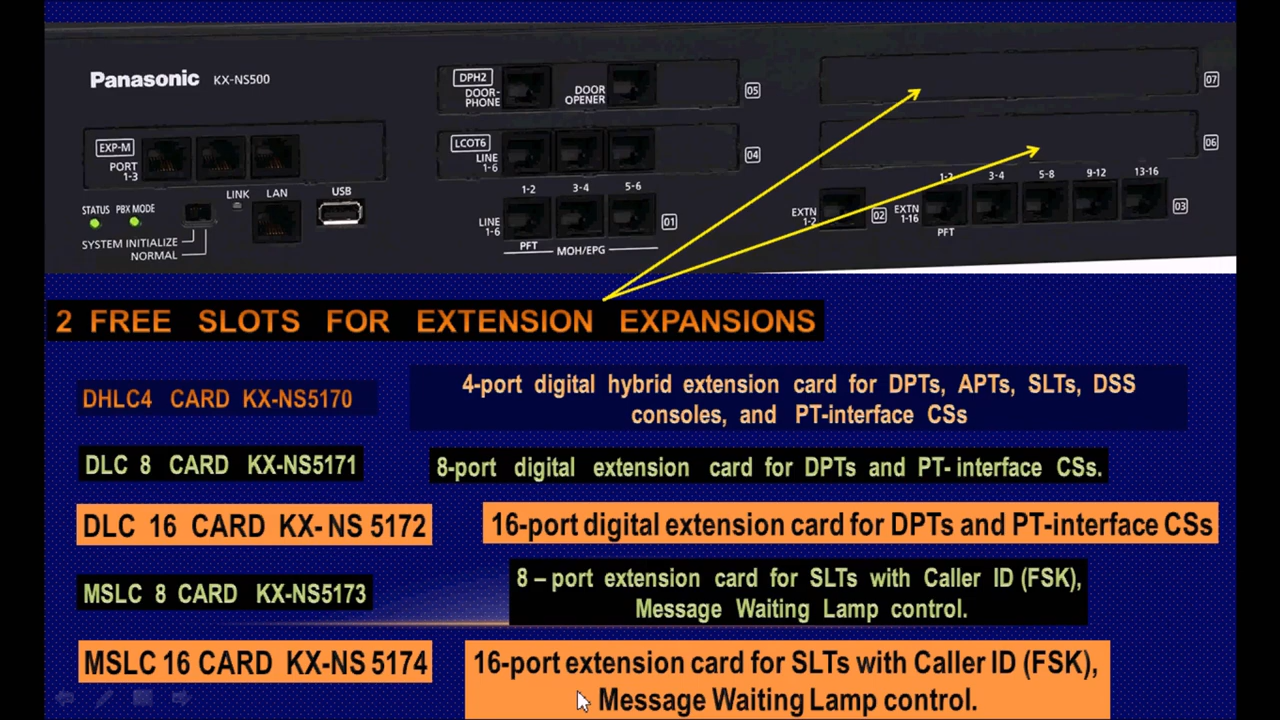 Panasonic KX-NS500
DPH2
DOOR-
PHONE
DOOR
OPENER
05
07
EXP-M
PORT
1-3
LCOT6
LINE
1-6
04
06
LINK LAN USB
1-2 3-4 5-6
1-2 3-4 5-8 9-12 13-16
STATUS PBX MODE
LINE
1-6
01
EXTN
1-2
02
EXTN
1-16
03
PFT
MOH/EPG
PFT
SYSTEM INITIALIZE
NORMAL
2 FREE SLOTS FOR EXTENSION EXPANSIONS
DHLC4 CARD KX-NS5170
4-port digital hybrid extension card for DPTs, APTs, SLTs, DSS
consoles, and PT-interface CSs
DLC 8 CARD KX-NS5171
8-port digital extension card for DPTs and PT- interface CSs.
DLC 16 CARD KX- NS 5172
16-port digital extension card for DPTs and PT-interface CSs
MSLC 8 CARD KX-NS5173
8 – port extension card for SLTs with Caller ID (FSK),
Message Waiting Lamp control.
MSLC 16 CARD KX-NS 5174
16-port extension card for SLTs with Caller ID (FSK),
Message Waiting Lamp control.